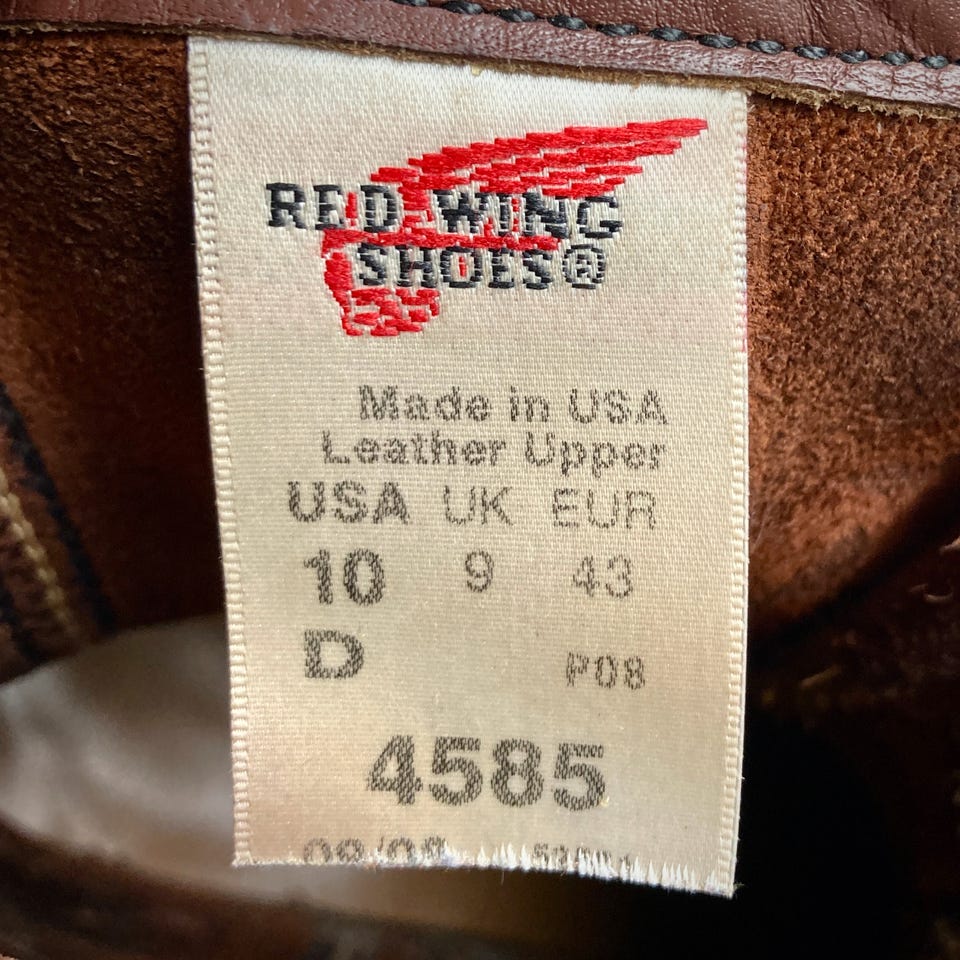 RED WING
SHOES®
Made in USA
Leather Upper
USA UK EUR
10 9 43
D P08
4585